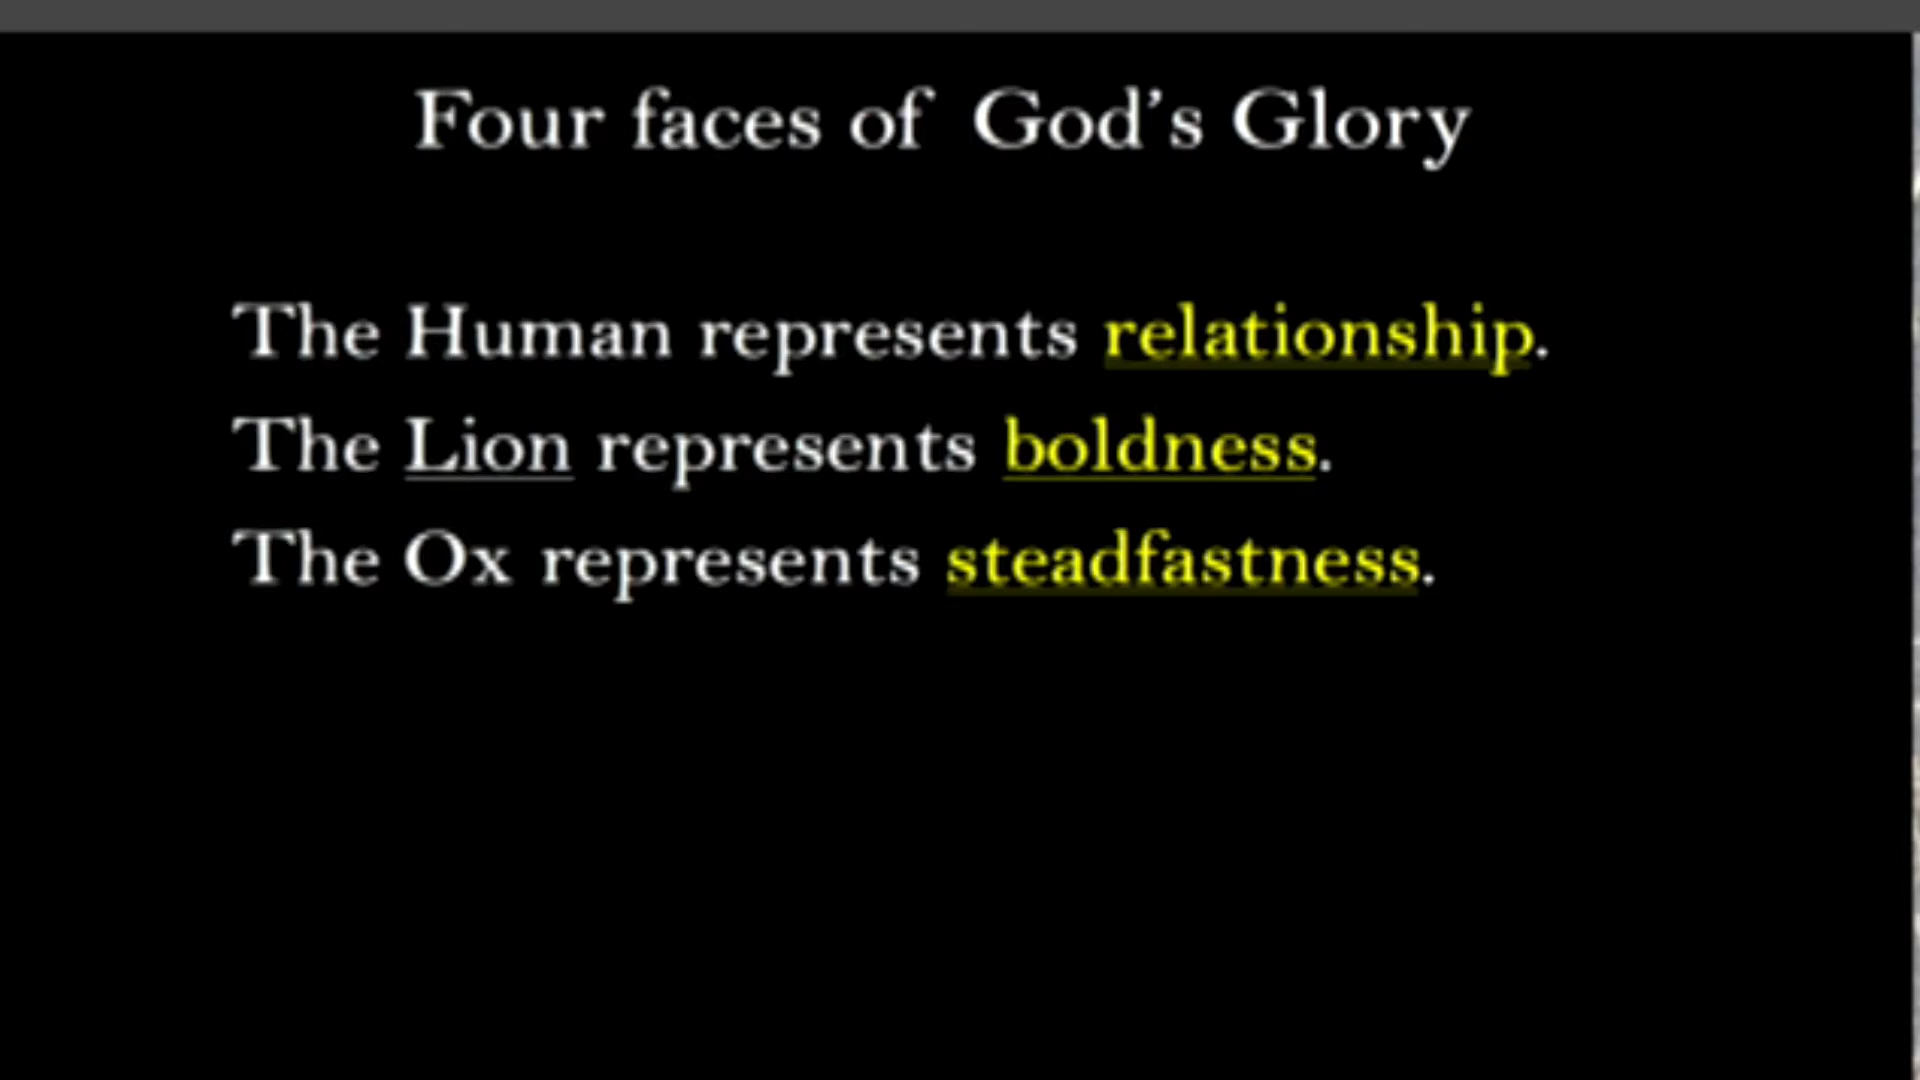 Four faces of God’s Glory
The Human represents relationship.
The Lion represents boldness.
The Ox represents steadfastness.